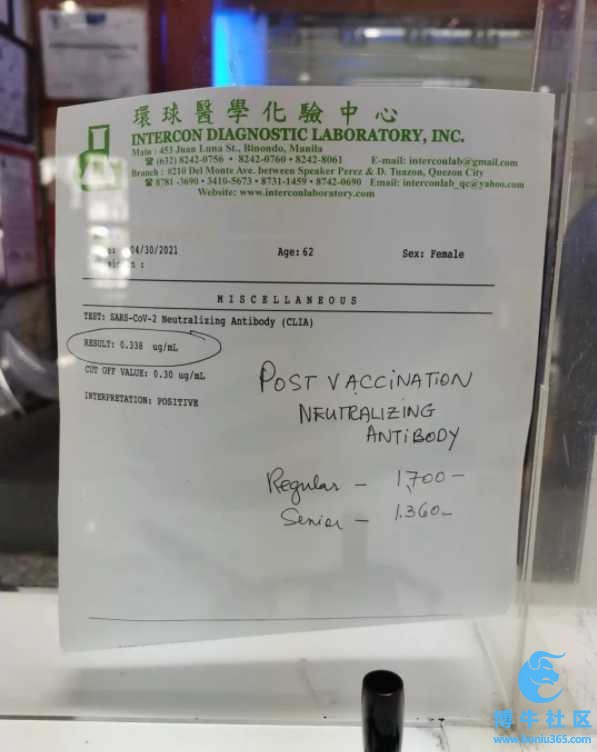 環球醫學化驗中心
INTERCON DIAGNOSTIC LABORATORY, INC.
Main : 453 Juan Luna St., Binondo, Manila
☎ (632) 8242-0756 • 8242-0760 • 8242-8061 E-mail: interconlab@gmail.com
Branch : #210 Del Monte Ave. between Speaker Perez & D. Tuazon, Quezon City
☎ 8781 -3690 • 3410-5673 • 8731-1459 • 8742-0690 Email: interconlab_qc@yahoo.com
Website: www.interconlaboratory.com
04/30/2021 Age: 62 Sex: Female
MISCELLANEOUS
TEST: SARS-CoV-2 Neutralizing Antibody (CLIA)
RESULT: 0.338 ug/mL
CUT OFF VALUE: 0.30 ug/mL
INTERPRETATION: POSITIVE
POST VACCINATION
NEUTRALIZING
ANTIBODY
Regular - 1,700-
Senior - 1.360-
博牛社区
www.boniu365.com